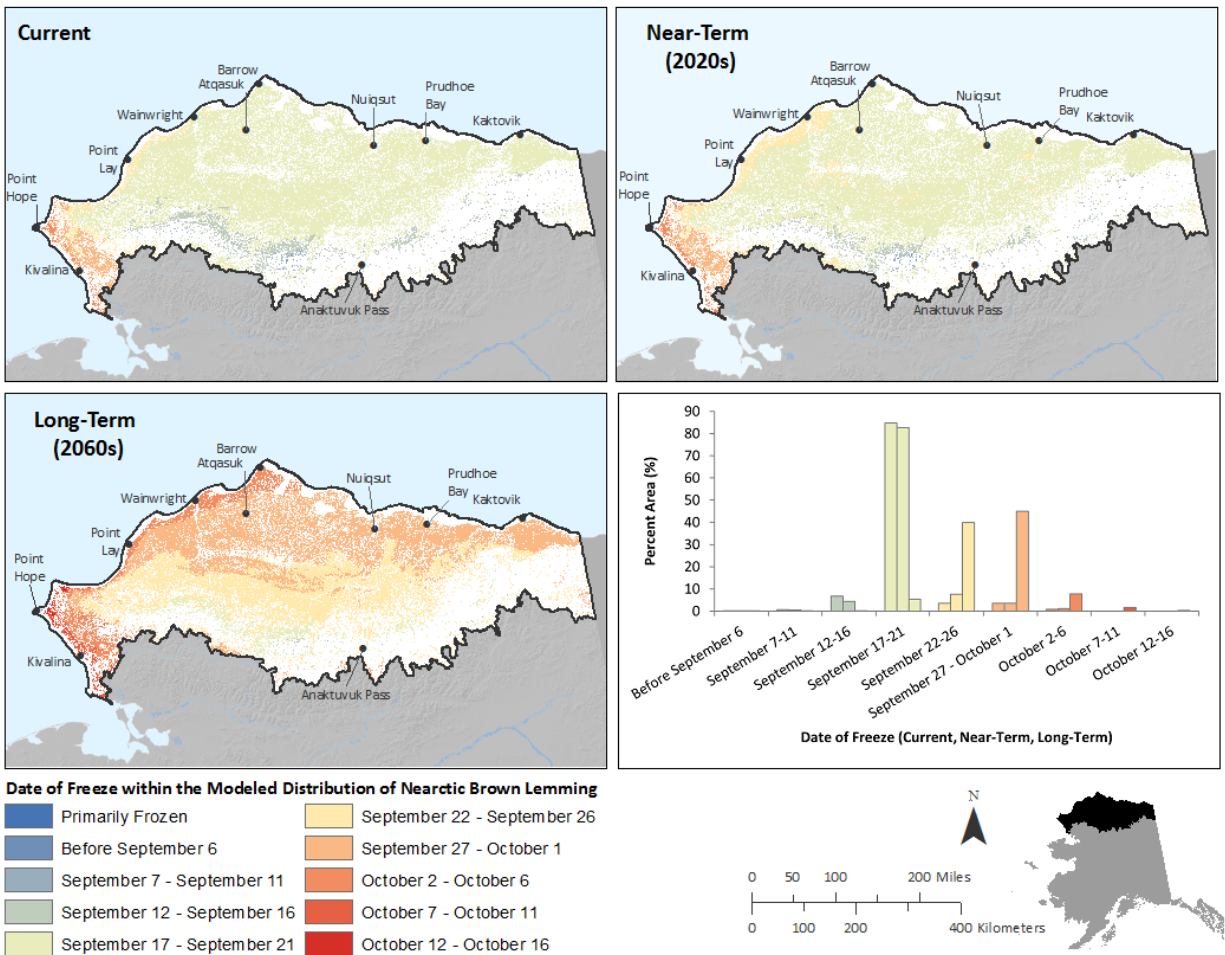 Current
Barrow
Atqasuk
Wainwright
Nuiqsut
Prudhoe
Bay
Kaktovik
Point
Lay
Point
Hope
Kivalina
Anaktuvuk Pass
Near-Term
(2020s)
Barrow
Atqasuk
Wainwright
Nuiqsut
Prudhoe
Bay
Kaktovik
Point
Lay
Point
Hope
Kivalina
Anaktuvuk Pass
Long-Term
(2060s)
Barrow
Atqasuk
Wainwright
Nuiqsut
Prudhoe
Bay
Kaktovik
Point
Lay
Point
Hope
Kivalina
Anaktuvuk Pass
Percent Area (%)
90
80
70
60
50
40
30
20
10
0
Before September 6
September 7-11
September 12-16
September 17-21
September 22-26
September 27 - October 1
October 2-6
October 7-11
October 12-16
Date of Freeze (Current, Near-Term, Long-Term)
Date of Freeze within the Modeled Distribution of Nearctic Brown Lemming
Primarily Frozen
Before September 6
September 7 - September 11
September 12 - September 16
September 17 - September 21
September 22 - September 26
September 27 - October 1
October 2 - October 6
October 7 - October 11
October 12 - October 16
N
0 50 100 200 Miles
0 100 200 400 Kilometers